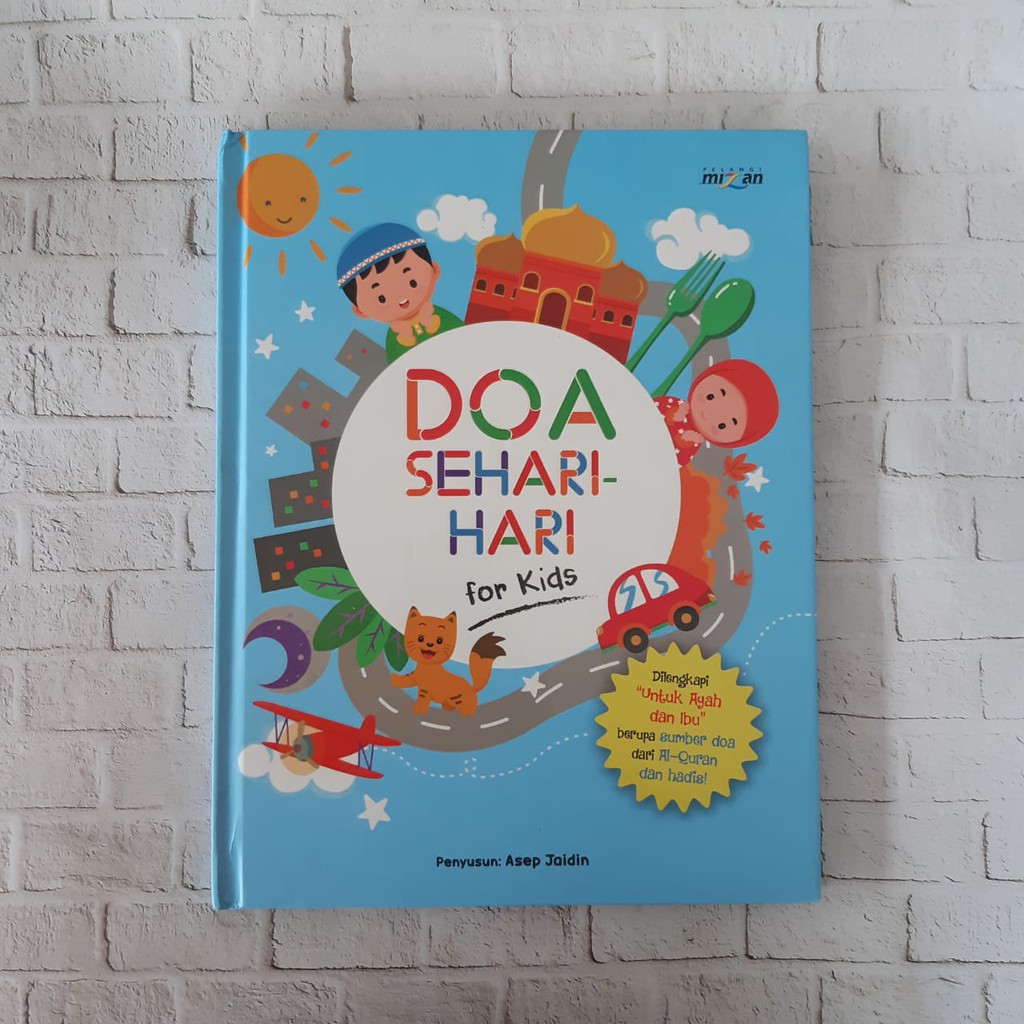 PELANGI
mizan
DOA
SEHARI-
HARI
for Kids
Dilengkapi
"Untuk Ayah
dan Ibu"
berupa sumber doa
dari Al-Quran
dan hadis!
Penyusun: Asep Jaidin